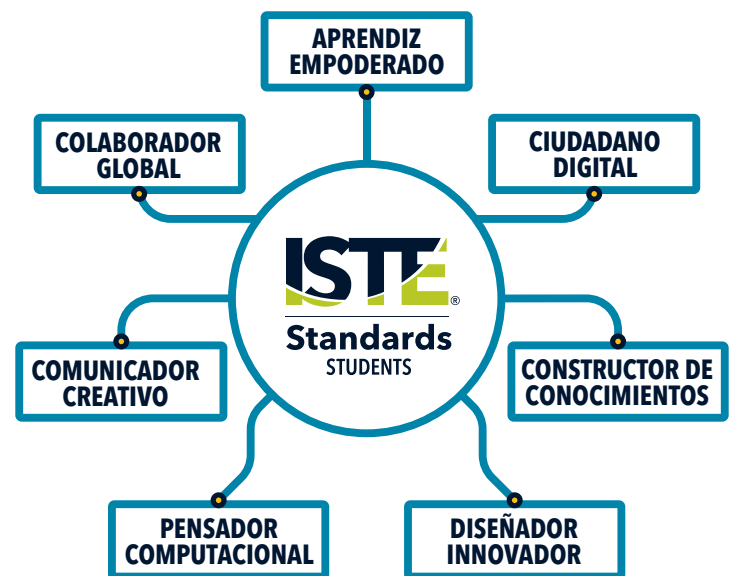 APRENDIZ
EMPODERADO
COLABORADOR
GLOBAL
CIUDADANO
DIGITAL
ISTE®
Standards
STUDENTS
COMUNICADOR
CREATIVO
CONSTRUCTOR DE
CONOCIMIENTOS
PENSADOR
COMPUTACIONAL
DISEÑADOR
INNOVADOR